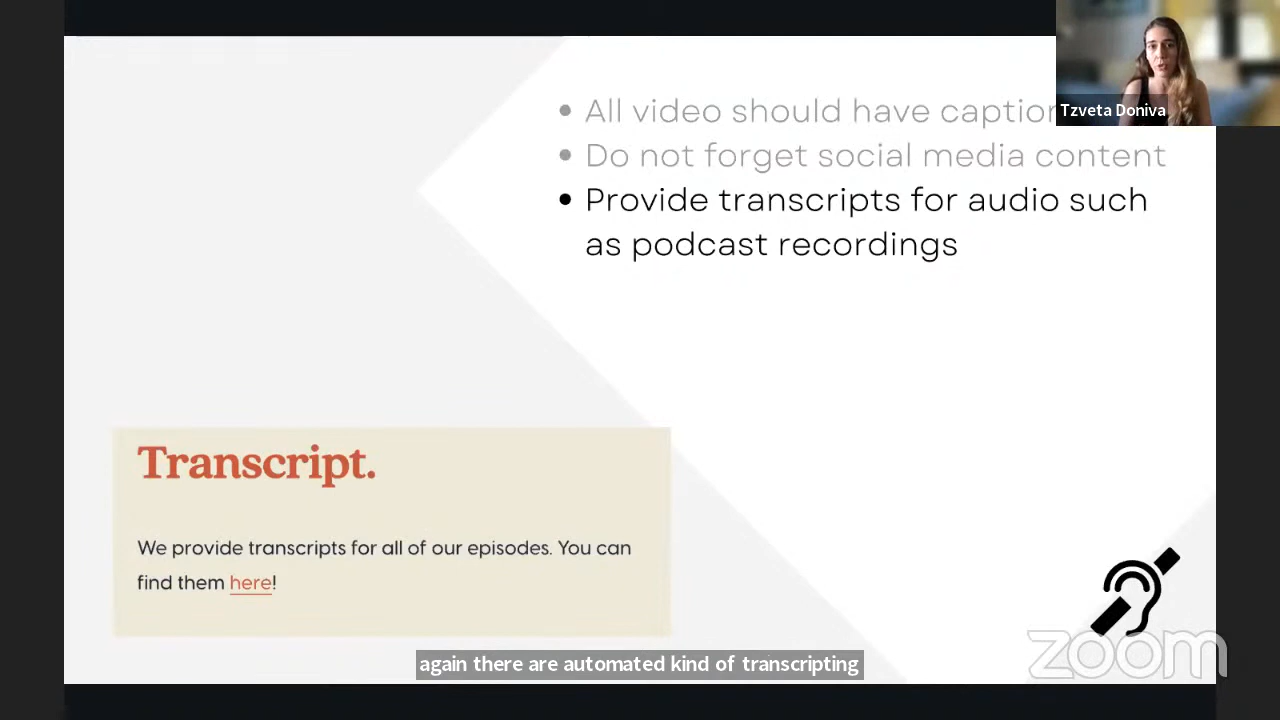 All video should have caption
Tzveta Doniva
Do not forget social media content
Provide transcripts for audio such
as podcast recordings
Transcript.
We provide transcripts for all of our episodes. You can
find them here!
again there are automated kind of transcripting
zoom